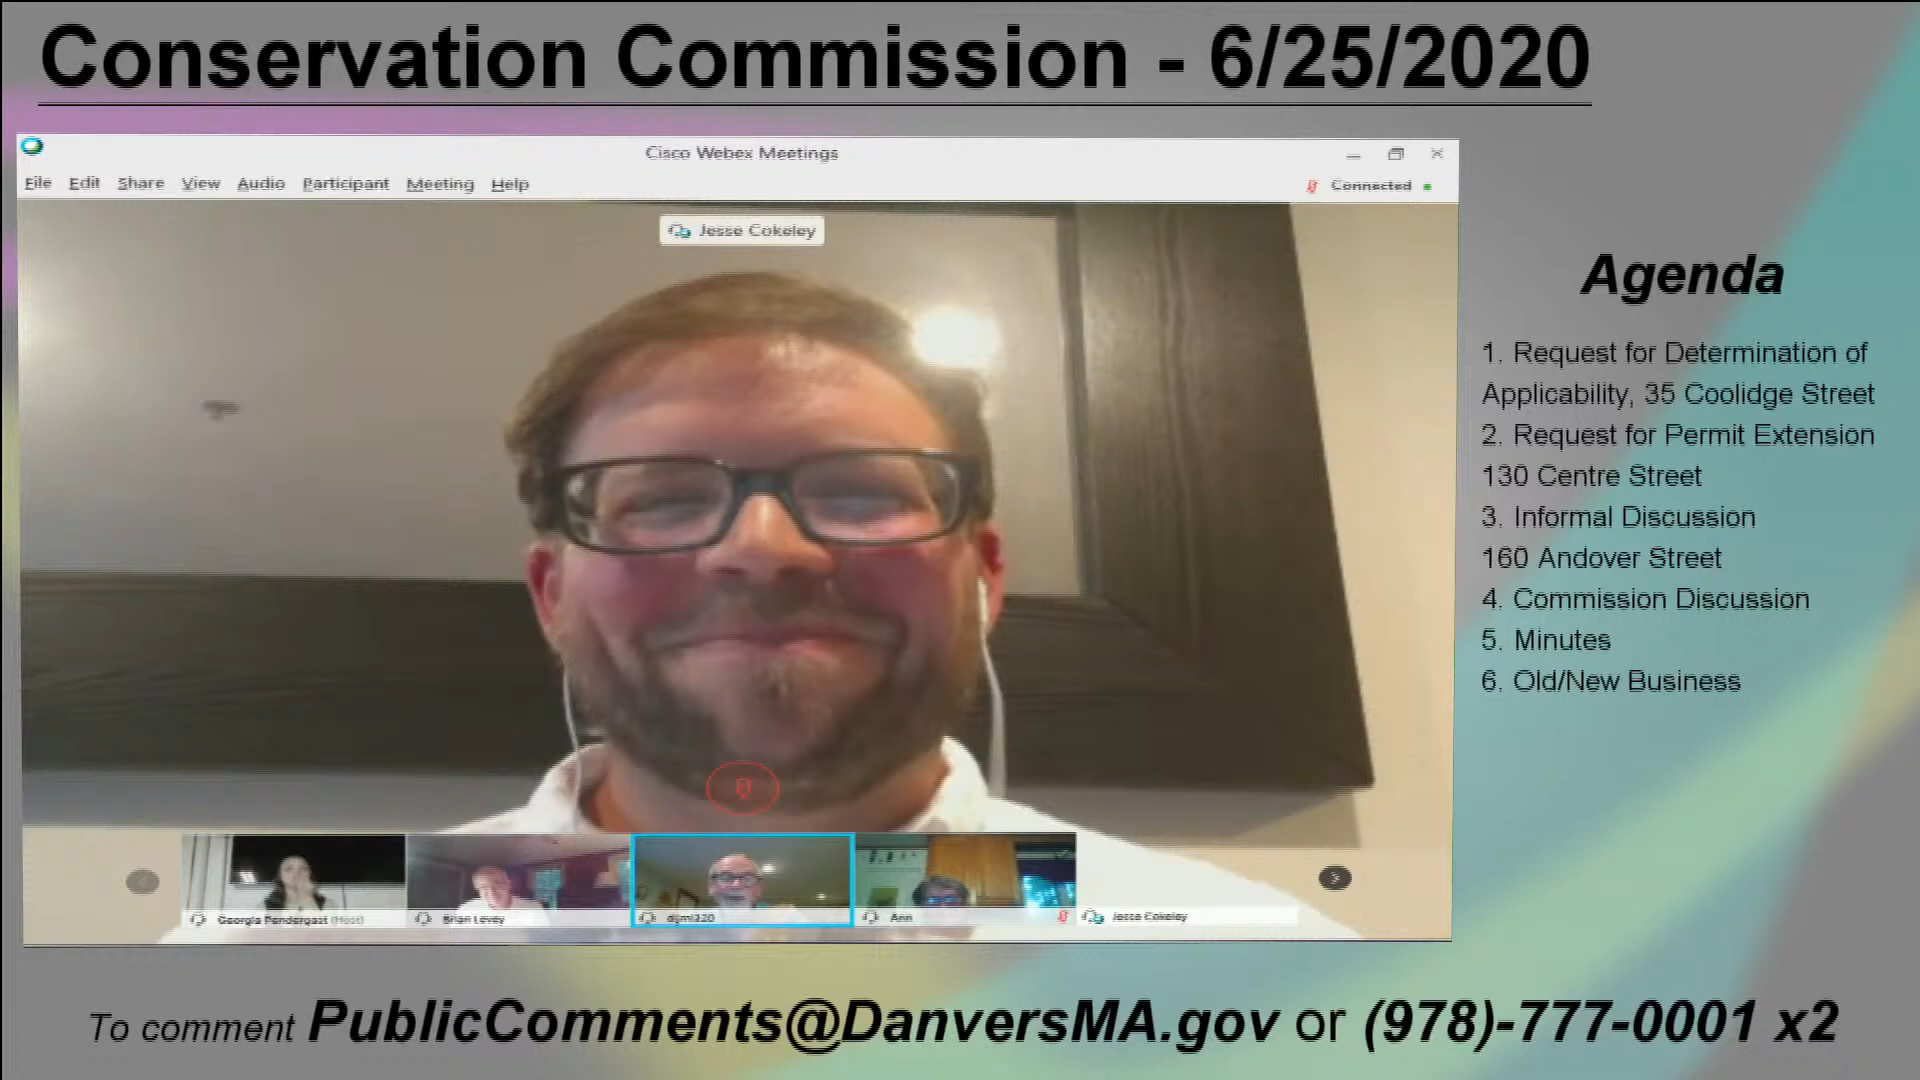 Conservation Commission - 6/25/2020
Cisco Webex Meetings
File Edit Share View Audio Participant Meeting Help
Connected
Jesse Cokeley
Agenda
1. Request for Determination of
Applicability, 35 Coolidge Street
2. Request for Permit Extension
130 Centre Street
3. Informal Discussion
160 Andover Street
4. Commission Discussion
5. Minutes
6. Old/New Business
Georgia Pendergast (Host)
Brian Levey
Ann
Jesse Cokeley
To comment PublicComments@DanversMA.gov or (978)-777-0001 x2